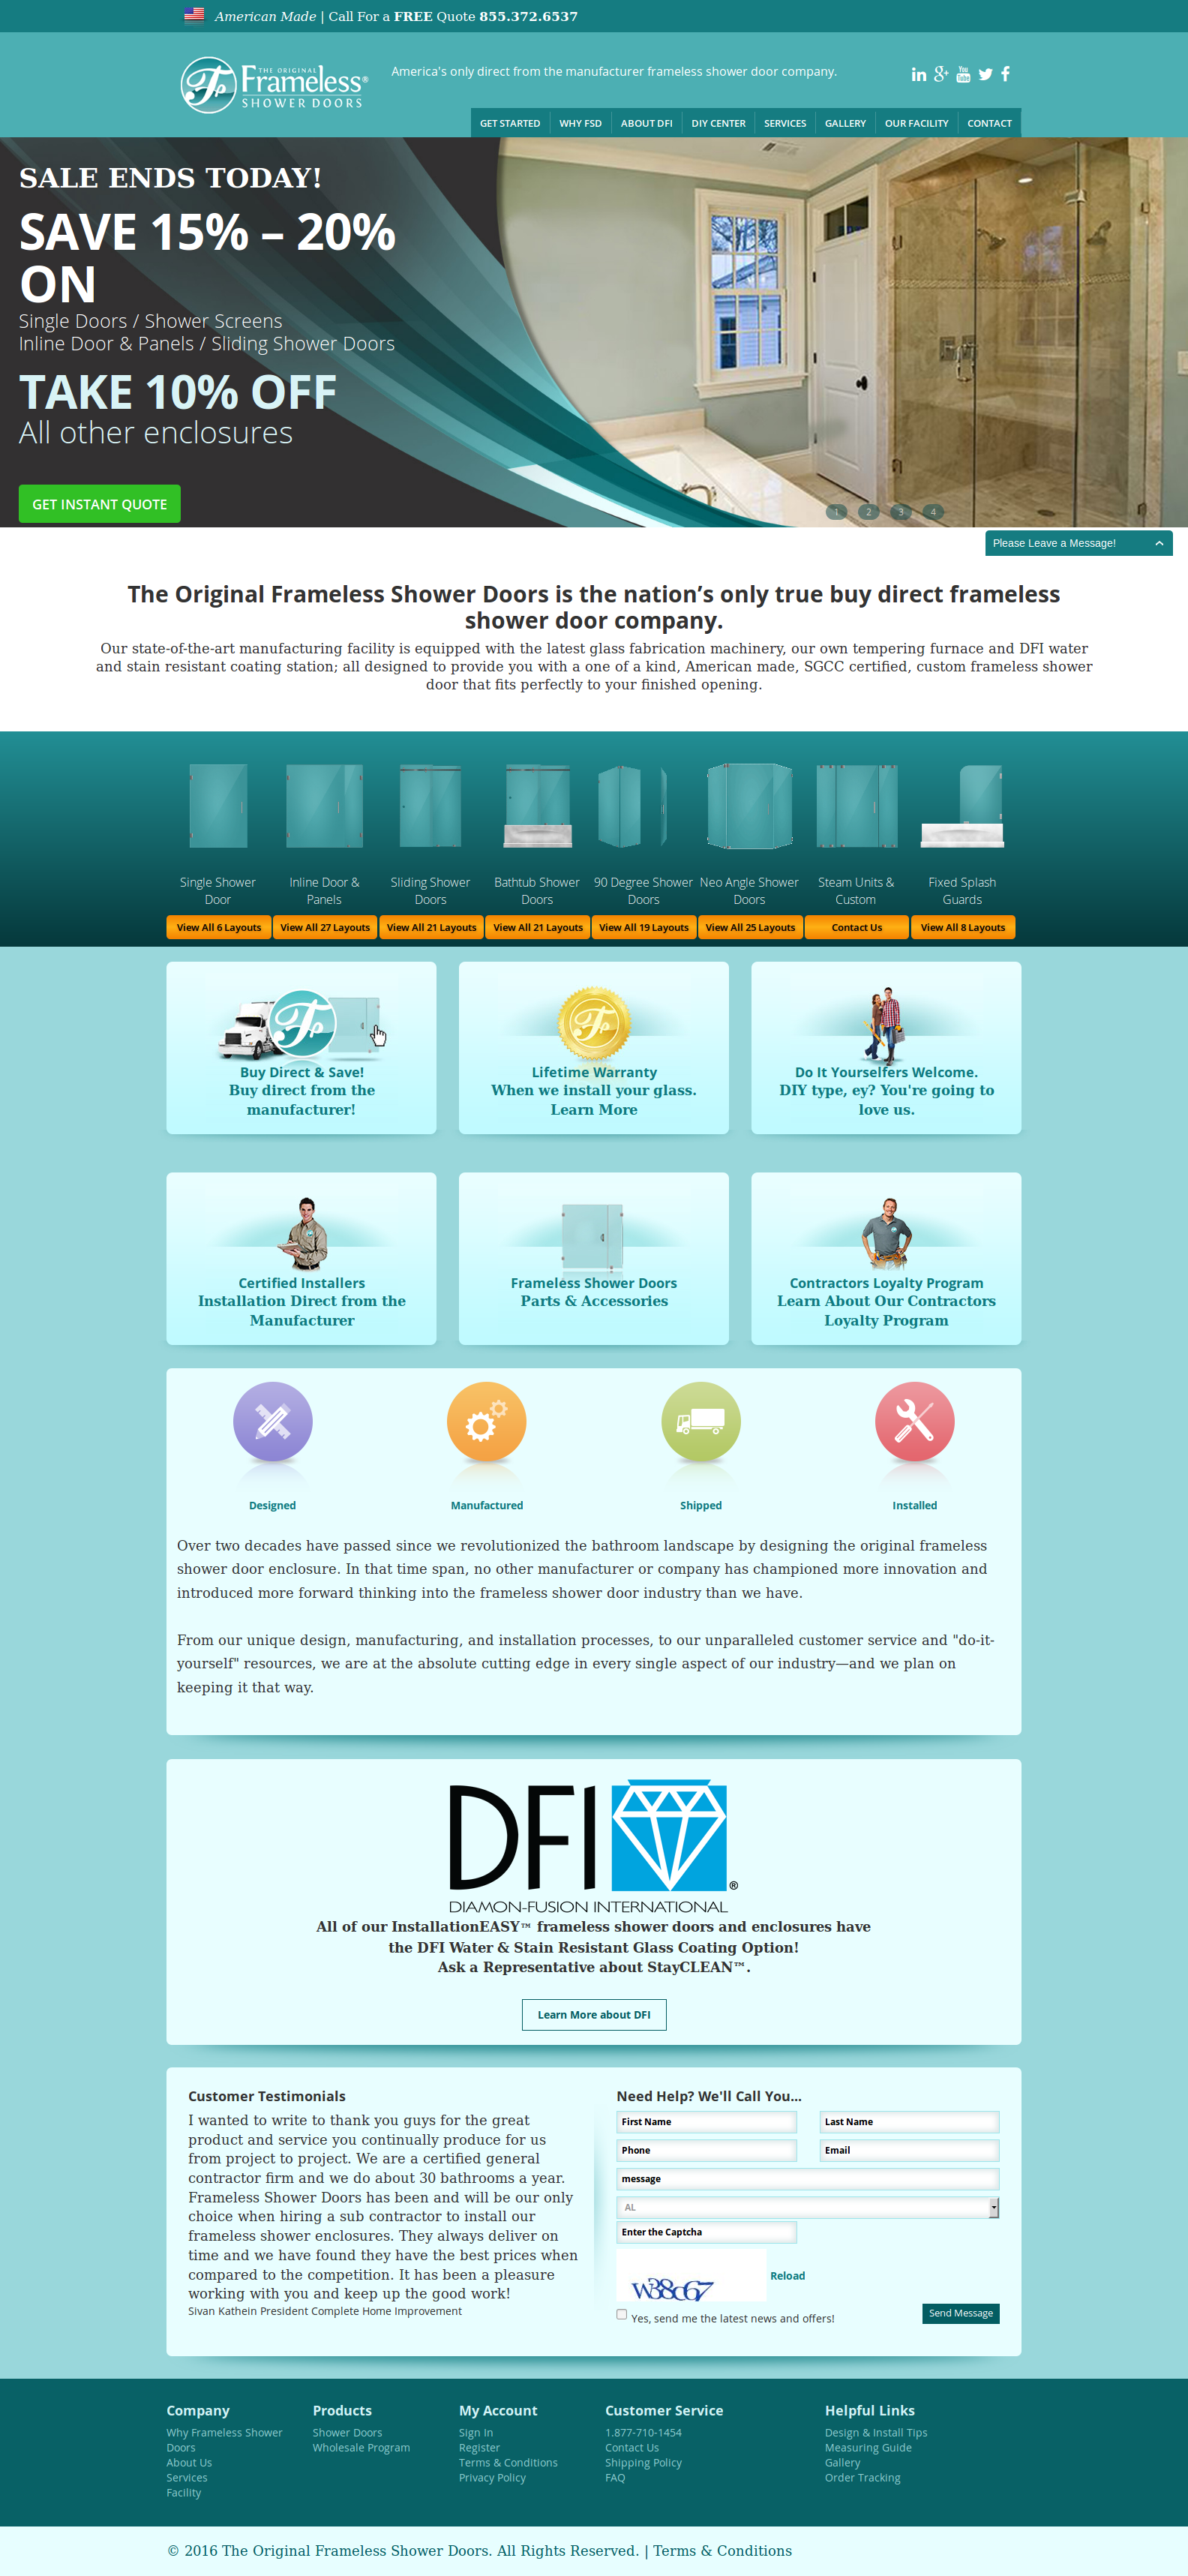 American Made | Call For a FREE Quote 855.372.6537
THE ORIGINAL
Frameless®
SHOWER DOORS
America's only direct from the manufacturer frameless shower door company.
GET STARTED
WHY FSD
ABOUT DFI
DIY CENTER
SERVICES
GALLERY
OUR FACILITY
CONTACT
SALE ENDS TODAY!
SAVE 15% – 20%
ON
Single Doors / Shower Screens
Inline Door & Panels / Sliding Shower Doors
TAKE 10% OFF
All other enclosures
GET INSTANT QUOTE
1 2 3 4
Please Leave a Message!
The Original Frameless Shower Doors is the nation’s only true buy direct frameless
shower door company.
Our state-of-the-art manufacturing facility is equipped with the latest glass fabrication machinery, our own tempering furnace and DFI water
and stain resistant coating station; all designed to provide you with a one of a kind, American made, SGCC certified, custom frameless shower
door that fits perfectly to your finished opening.
Single Shower
Door
View All 6 Layouts
Inline Door &
Panels
View All 27 Layouts
Sliding Shower
Doors
View All 21 Layouts
Bathtub Shower
Doors
View All 21 Layouts
90 Degree Shower
Doors
View All 19 Layouts
Neo Angle Shower
Doors
View All 25 Layouts
Steam Units &
Custom
Contact Us
Fixed Splash
Guards
View All 8 Layouts
Buy Direct & Save!
Buy direct from the
manufacturer!
Lifetime Warranty
When we install your glass.
Learn More
Do It Yourselfers Welcome.
DIY type, ey? You're going to
love us.
Certified Installers
Installation Direct from the
Manufacturer
Frameless Shower Doors
Parts & Accessories
Contractors Loyalty Program
Learn About Our Contractors
Loyalty Program
Designed
Manufactured
Shipped
Installed
Over two decades have passed since we revolutionized the bathroom landscape by designing the original frameless
shower door enclosure. In that time span, no other manufacturer or company has championed more innovation and
introduced more forward thinking into the frameless shower door industry than we have.
From our unique design, manufacturing, and installation processes, to our unparalleled customer service and "do-it-
yourself" resources, we are at the absolute cutting edge in every single aspect of our industry—and we plan on
keeping it that way.
DFI®
DIAMON-FUSION INTERNATIONAL
All of our InstallationEASY™ frameless shower doors and enclosures have
the DFI Water & Stain Resistant Glass Coating Option!
Ask a Representative about StayCLEAN™.
Learn More about DFI
Customer Testimonials
I wanted to write to thank you guys for the great
product and service you continually produce for us
from project to project. We are a certified general
contractor firm and we do about 30 bathrooms a year.
Frameless Shower Doors has been and will be our only
choice when hiring a sub contractor to install our
frameless shower enclosures. They always deliver on
time and we have found they have the best prices when
compared to the competition. It has been a pleasure
working with you and keep up the good work!
Sivan Kathein President Complete Home Improvement
Need Help? We'll Call You...
First Name
Last Name
Phone
Email
message
AL
Enter the Captcha
w38c67
Reload
Yes, send me the latest news and offers!
Send Message
Company
Why Frameless Shower
Doors
About Us
Services
Facility
Products
Shower Doors
Wholesale Program
My Account
Sign In
Register
Terms & Conditions
Privacy Policy
Customer Service
1.877-710-1454
Contact Us
Shipping Policy
FAQ
Helpful Links
Design & Install Tips
Measuring Guide
Gallery
Order Tracking
© 2016 The Original Frameless Shower Doors. All Rights Reserved. | Terms & Conditions